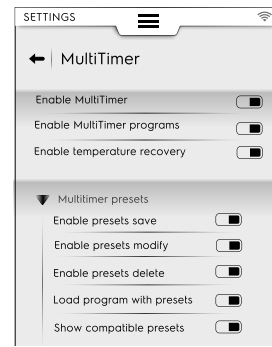 SETTINGS
MultiTimer
Enable MultiTimer
Enable MultiTimer programs
Enable temperature recovery
Multitimer presets
Enable presets save
Enable presets modify
Enable presets delete
Load program with presets
Show compatible presets